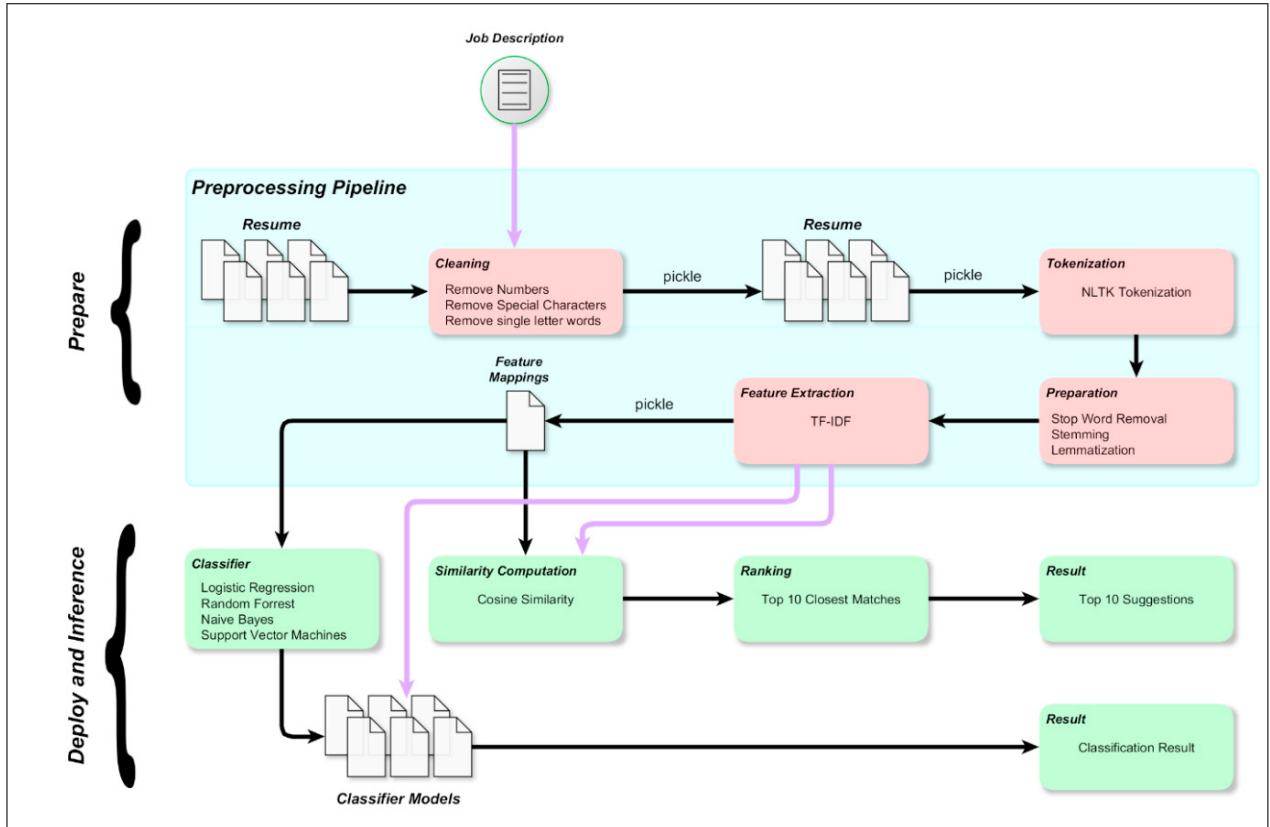 Job Description
Preprocessing Pipeline
Prepare
Resume
Cleaning
Remove Numbers
Remove Special Characters
Remove single letter words
pickle
Resume
pickle
Tokenization
NLTK Tokenization
Feature
Mappings
pickle
Feature Extraction
TF-IDF
Preparation
Stop Word Removal
Stemming
Lemmatization
Deploy and Inference
Classifier
Logistic Regression
Random Forrest
Naive Bayes
Support Vector Machines
Similarity Computation
Cosine Similarity
Ranking
Top 10 Closest Matches
Result
Top 10 Suggestions
Classifier Models
Result
Classification Result